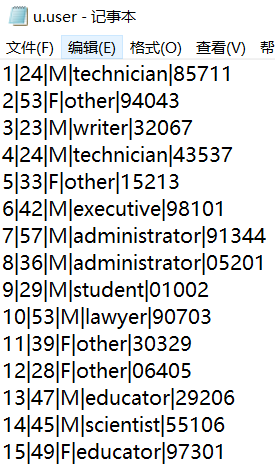 u.user - 记事本
文件(F) 编辑(E) 格式(O) 查看(V) 帮
1|24|M|technician|85711
2|53|F|other|94043
3|23|M|writer|32067
4|24|M|technician|43537
5|33|F|other|15213
6|42|M|executive|98101
7|57|M|administrator|91344
8|36|M|administrator|05201
9|29|M|student|01002
10|53|M|lawyer|90703
11|39|F|other|30329
12|28|F|other|06405
13|47|M|educator|29206
14|45|M|scientist|55106
15|49|F|educator|97301